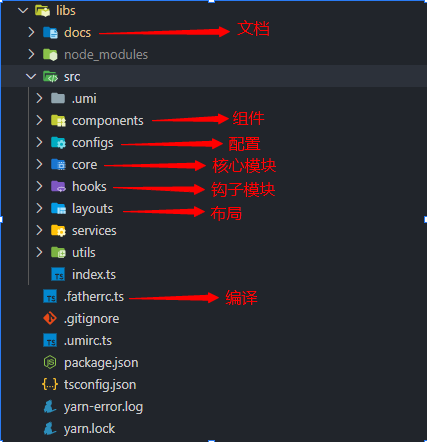 libs
docs 文档
node_modules
src
.umi
components 组件
configs 配置
core 核心模块
hooks 钩子模块
layouts 布局
services
utils
TS index.ts
TS .fatherrc.ts 编译
.gitignore
TS .umirc.ts
package.json
{..} tsconfig.json
yarn-error.log
yarn.lock